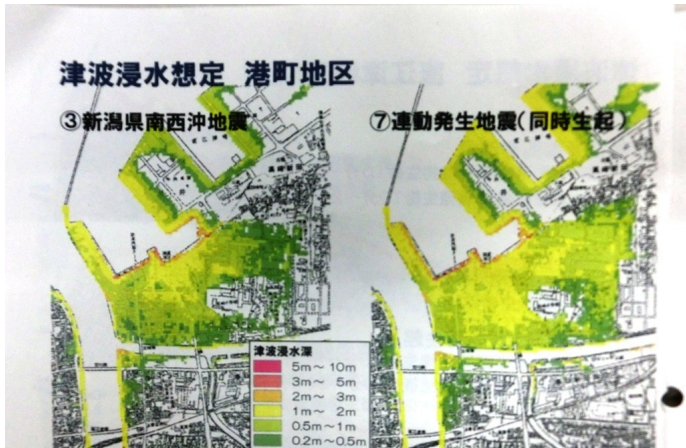 津波浸水想定 港町地区
③新潟県南西沖地震
⑦連動発生地震(同時生起)
津波浸水深
5m～ 10m
3m～ 5m
2m～ 3m
1m～ 2m
0.5m～1m
0.2m～0.5m